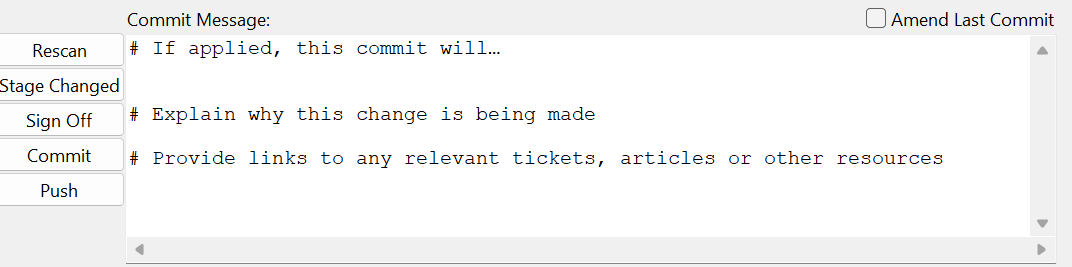 Commit Message:
Amend Last Commit
Rescan
# If applied, this commit will…
Stage Changed
Sign Off
# Explain why this change is being made
Commit
# Provide links to any relevant tickets, articles or other resources
Push